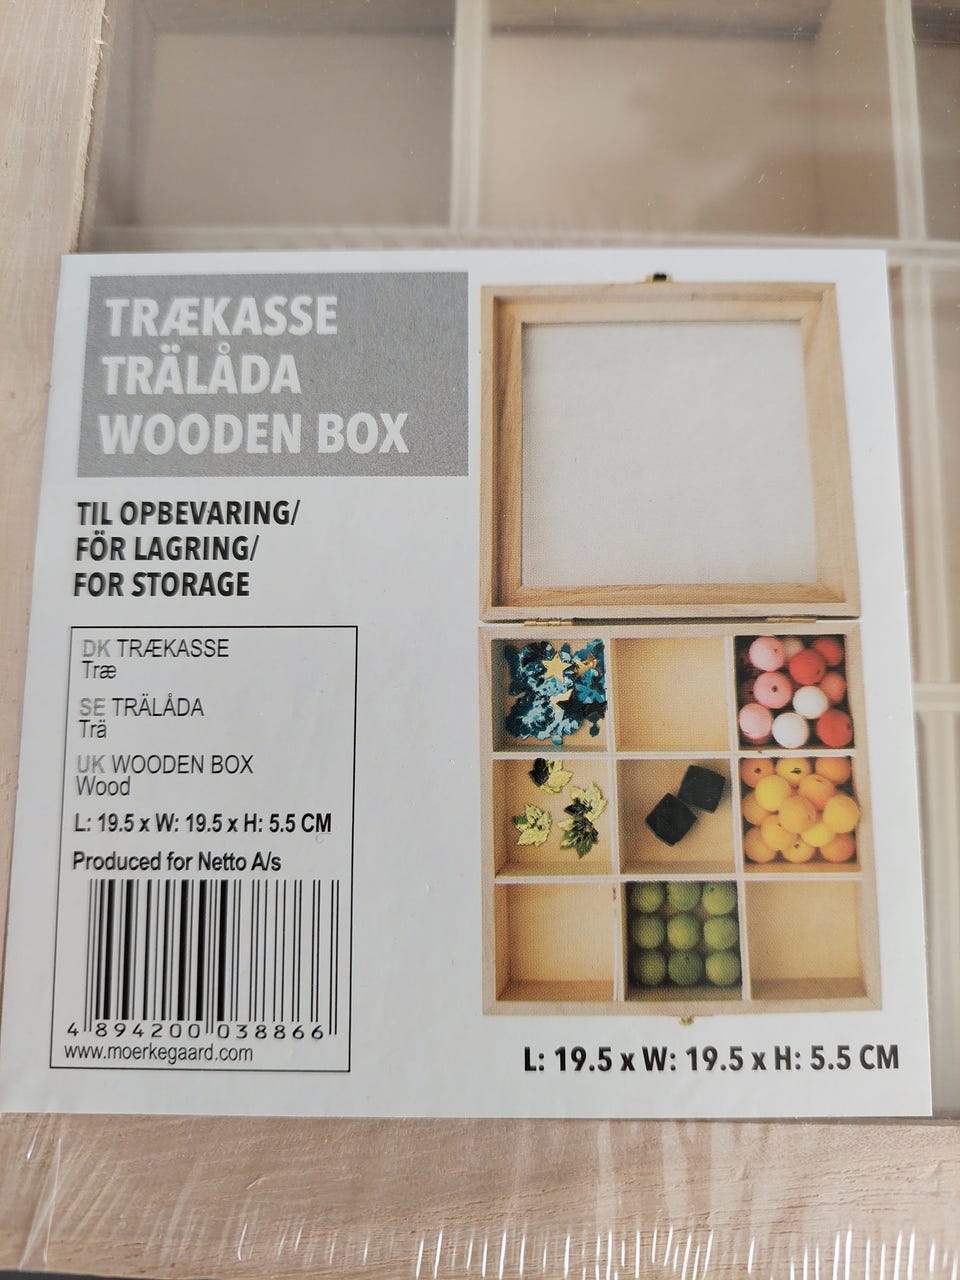 TRÆKASSE
TRÄLÅDA
WOODEN BOX
TIL OPBEVARING/
FÖR LAGRING/
FOR STORAGE
DK TRÆKASSE
Træ
SE TRÄLÅDA
Trä
UK WOODEN BOX
Wood
L: 19.5 x W: 19.5 x H: 5.5 CM
Produced for Netto A/s
4 894200 038866
www.moerkegaard.com
L: 19.5 x W: 19.5 x H: 5.5 CM